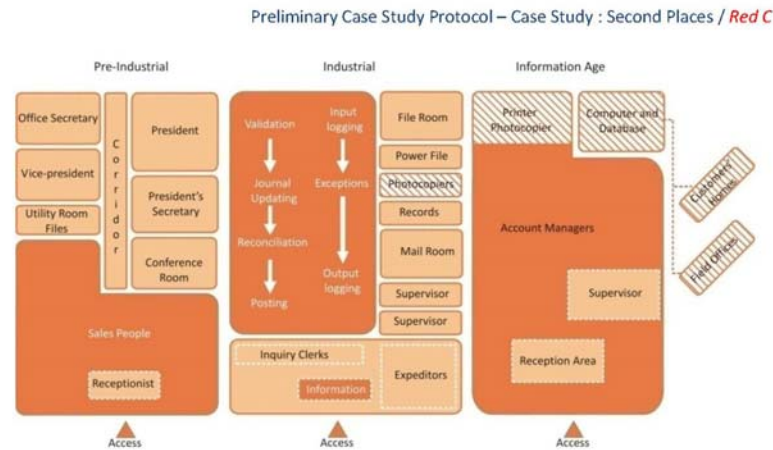 Preliminary Case Study Protocol – Case Study : Second Places / Red C
Pre-Industrial
Office Secretary
Vice-president
Utility Room
Files
Corridor
President
President's
Secretary
Conference
Room
Sales People
Receptionist
Access
Industrial
Validation
Journal
Updating
Reconciliation
Posting
Input
logging
Exceptions
Output
logging
File Room
Power File
Photocopiers
Records
Mail Room
Supervisor
Supervisor
Inquiry Clerks
Information
Expeditors
Access
Information Age
Printer
Photocopier
Computer and
Database
Customers'
Homes
Field Offices
Account Managers
Supervisor
Reception Area
Access